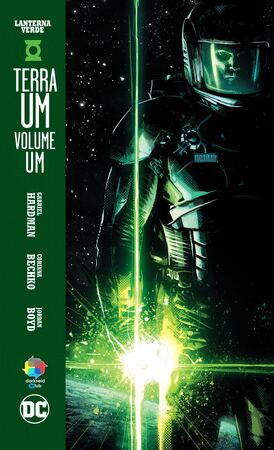 LANTERNA
VERDE
TERRA
UM
VOLUME
UM
GABRIEL
HARDMAN
CORINNA
BECHKO
JORDAN
BOYD
darkseid
club
DC